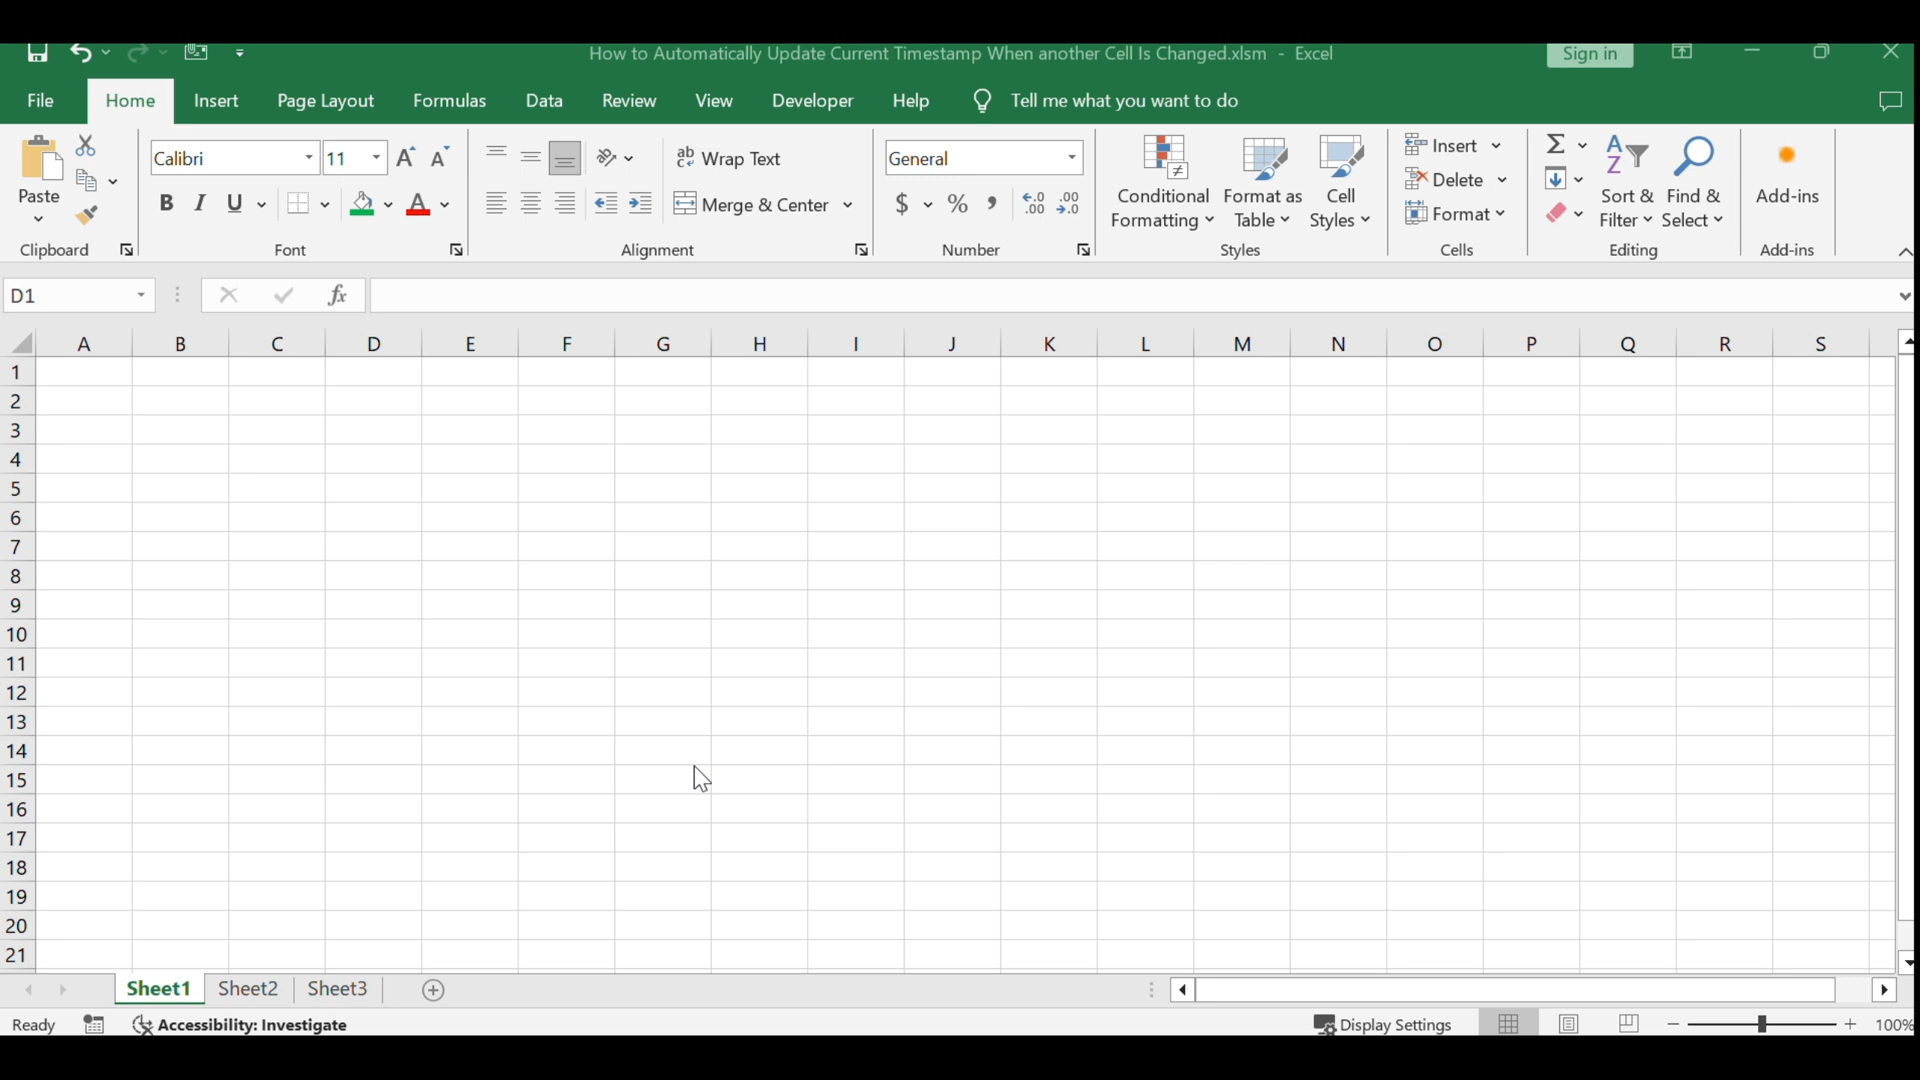 How to Automatically Update Current Timestamp When another Cell Is Changed.xlsm - Excel
Sign in
File Home Insert Page Layout Formulas Data Review View Developer Help Tell me what you want to do
Paste
Clipboard
Calibri 11
B I U A
Font
Wrap Text
Merge & Center
Alignment
General
$ % ,
Number
Conditional
Formatting
Format as
Table
Cell
Styles
Styles
Insert
Delete
Format
Cells
Sort &
Filter
Find &
Select
Editing
Add-ins
Add-ins
D1 fx
A B C D E F G H I J K L M N O P Q R S
1
2
3
4
5
6
7
8
9
10
11
12
13
14
15
16
17
18
19
20
21
Sheet1 Sheet2 Sheet3
Ready Accessibility: Investigate Display Settings 100%